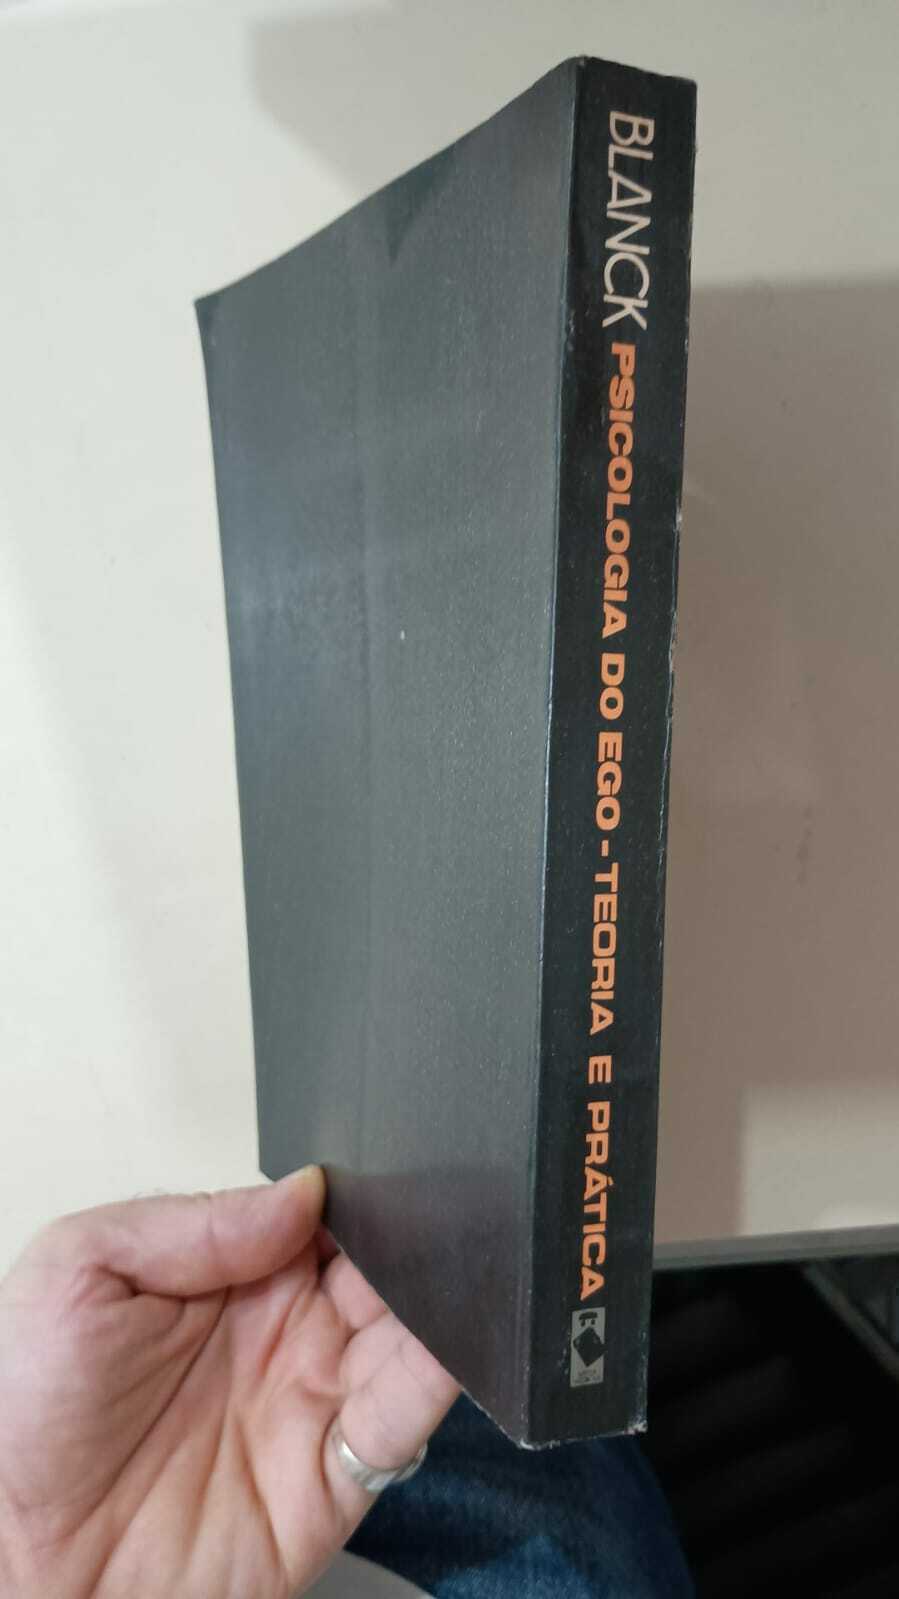 BLANCK PSICOLOGIA DO EGO - TEORIA E PRÁTICA